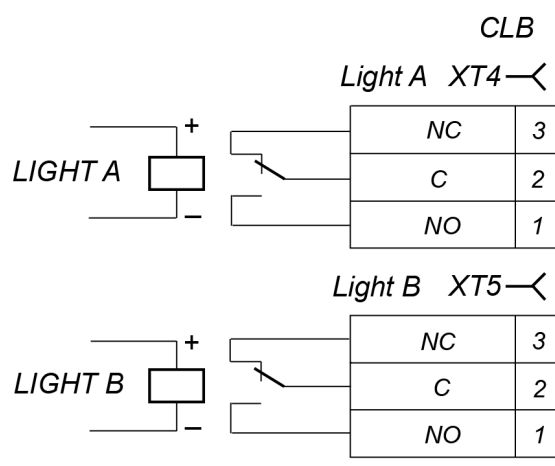 CLB
Light A XT4
NC 3
+
LIGHT A
C 2
–
NO 1
Light B XT5
NC 3
+
LIGHT B
C 2
–
NO 1